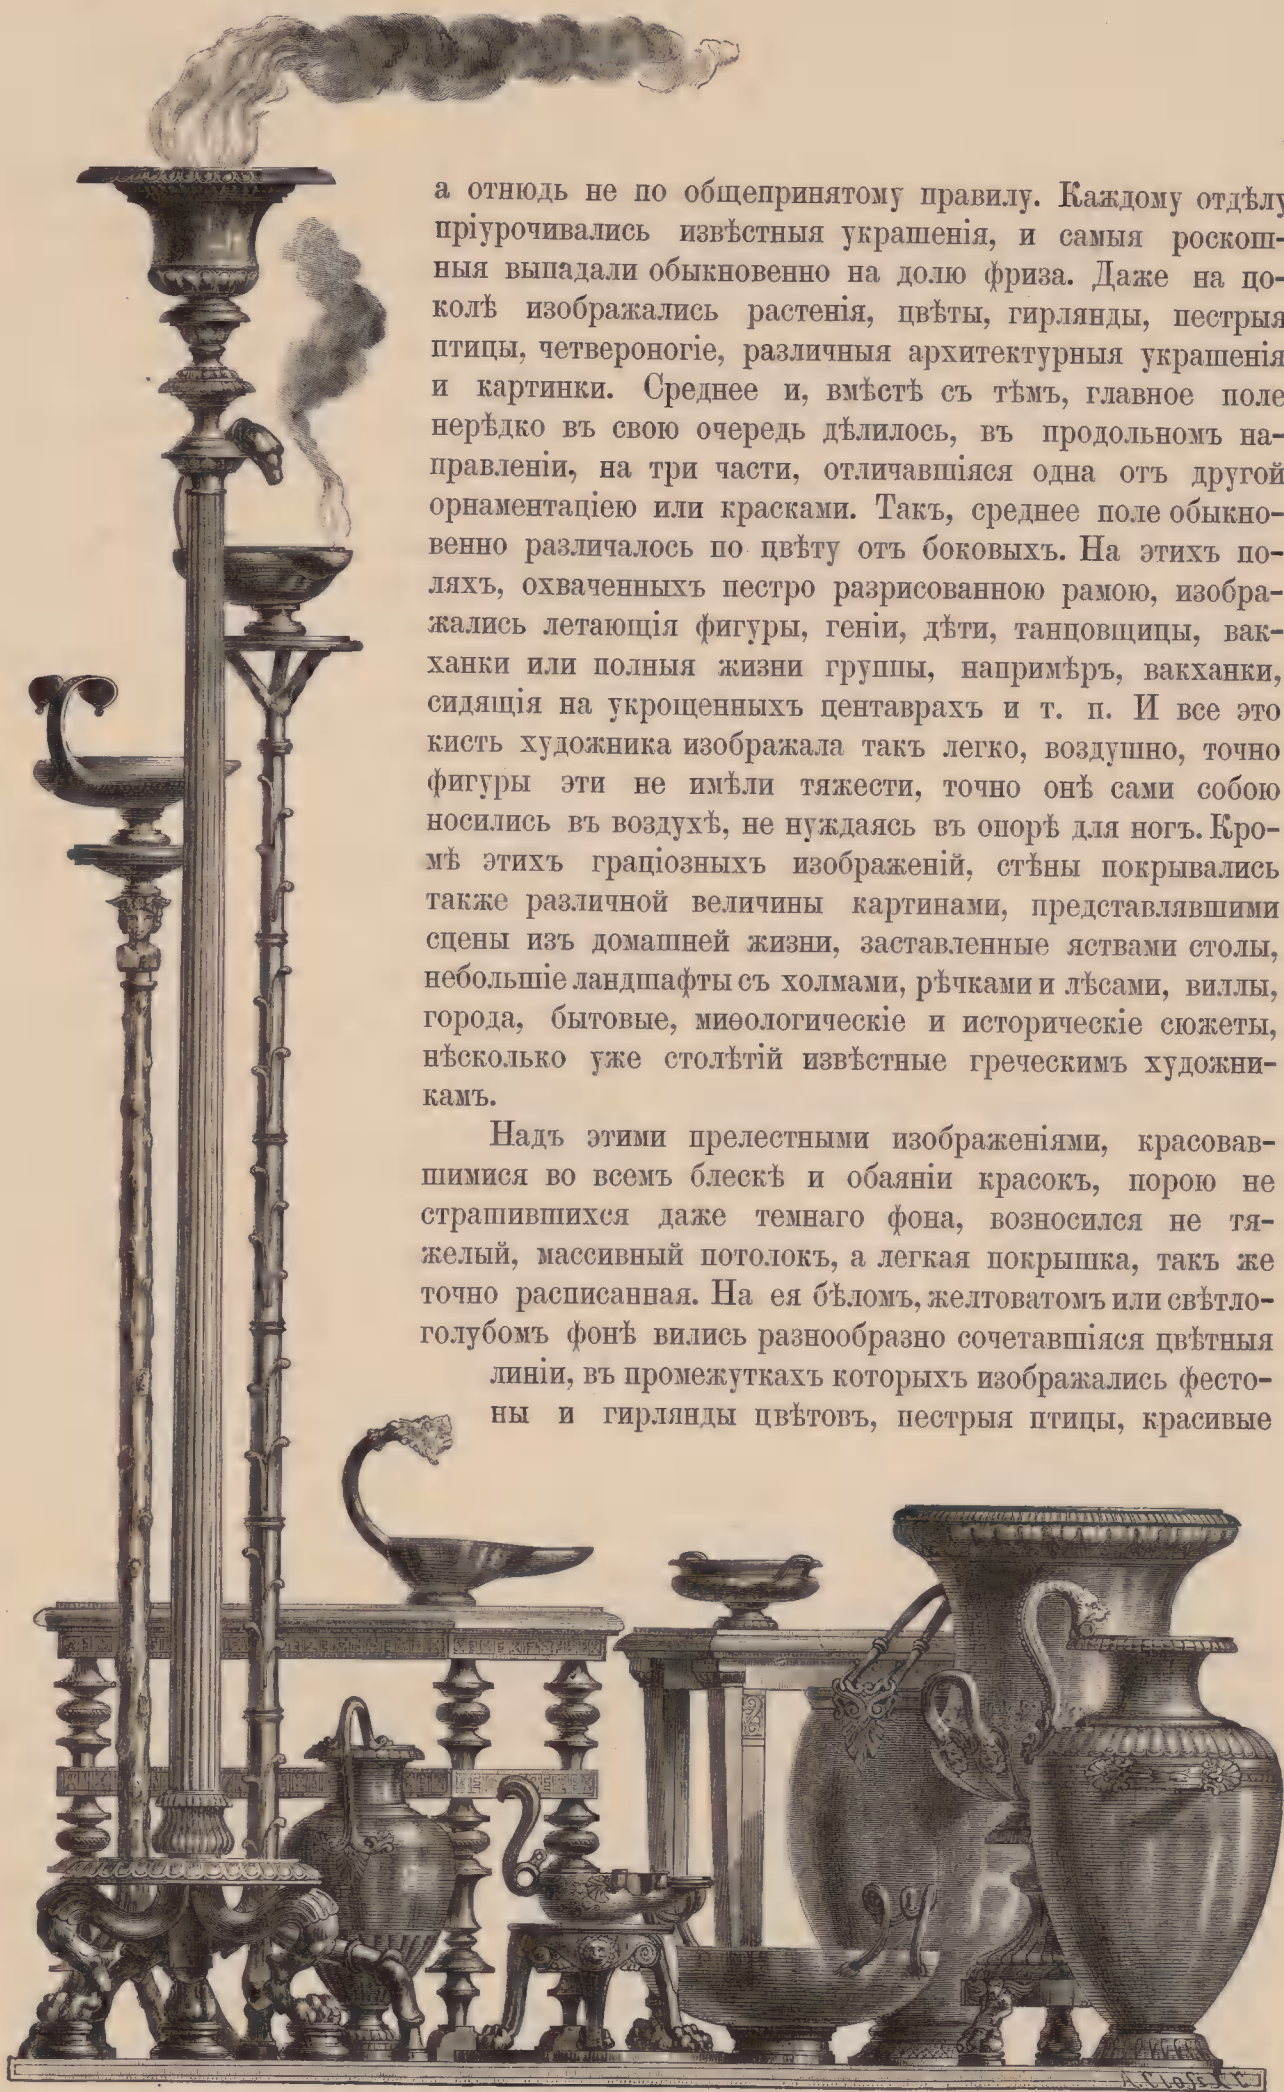 а отнюдь не по общепринятому правилу. Каждому отдѣлу
пріурочивались извѣстныя украшенія, и самыя роскош-
ныя выпадали обыкновенно на долю фриза. Даже на цо-
колѣ изображались растенія, цвѣты, гирлянды, пестрыя
птицы, четвероногіе, различныя архитектурныя украшенія
и картинки. Среднее и, вмѣстѣ съ тѣмъ, главное поле
нерѣдко въ свою очередь дѣлилось, въ продольномъ на-
правленіи, на три части, отличавшіяся одна отъ другой
орнаментаціею или красками. Такъ, среднее поле обыкно-
венно различалось по цвѣту отъ боковыхъ. На этихъ по-
ляхъ, охваченныхъ пестро разрисованною рамою, изобра-
жались летающія фигуры, геніи, дѣти, танцовщицы, вак-
ханки или полныя жизни группы, напримѣръ, вакханки,
сидящія на укрощенныхъ центаврахъ и т. п. И все это
кисть художника изображала такъ легко, воздушно, точно
фигуры эти не имѣли тяжести, точно онѣ сами собою
носились въ воздухѣ, не нуждаясь въ опорѣ для ногъ. Кро-
мѣ этихъ граціозныхъ изображеній, стѣны покрывались
также различной величины картинами, представлявшими
сцены изъ домашней жизни, заставленные яствами столы,
небольшіе ландшафты съ холмами, рѣчками и лѣсами, виллы,
города, бытовые, миѳологическіе и историческіе сюжеты,
нѣсколько уже столѣтій извѣстные греческимъ художни-
камъ.
Надъ этими прелестными изображеніями, красовав-
шимися во всемъ блескѣ и обаяніи красокъ, порою не
страшившихся даже темнаго фона, возносился не тя-
желый, массивный потолокъ, а легкая покрышка, такъ же
точно расписанная. На ея бѣломъ, желтоватомъ или свѣтло-
голубомъ фонѣ вились разнообразно сочетавшіяся цвѣтныя
линіи, въ промежуткахъ которыхъ изображались фесто-
ны и гирлянды цвѣтовъ, пестрыя птицы, красивые